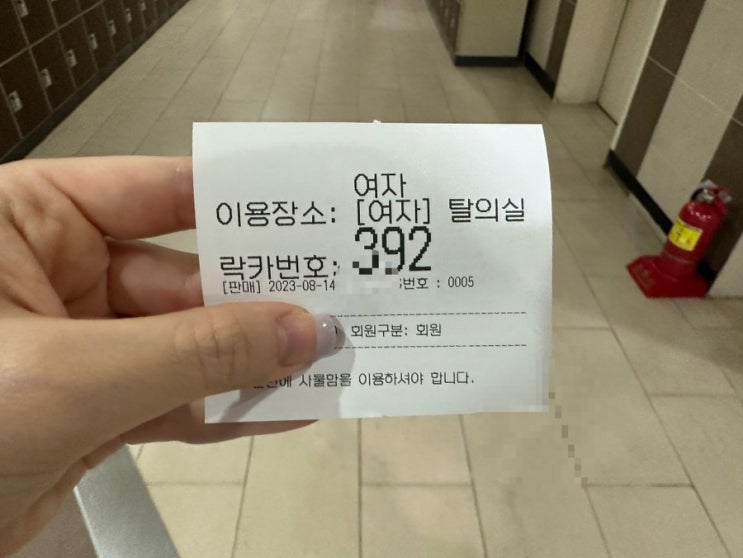 여자
이용장소: [여자] 탈의실
락카번호: 392
[판매] 2023-08-14 번호 : 0005
회원구분: 회원
사물함을 이용하셔야 합니다.